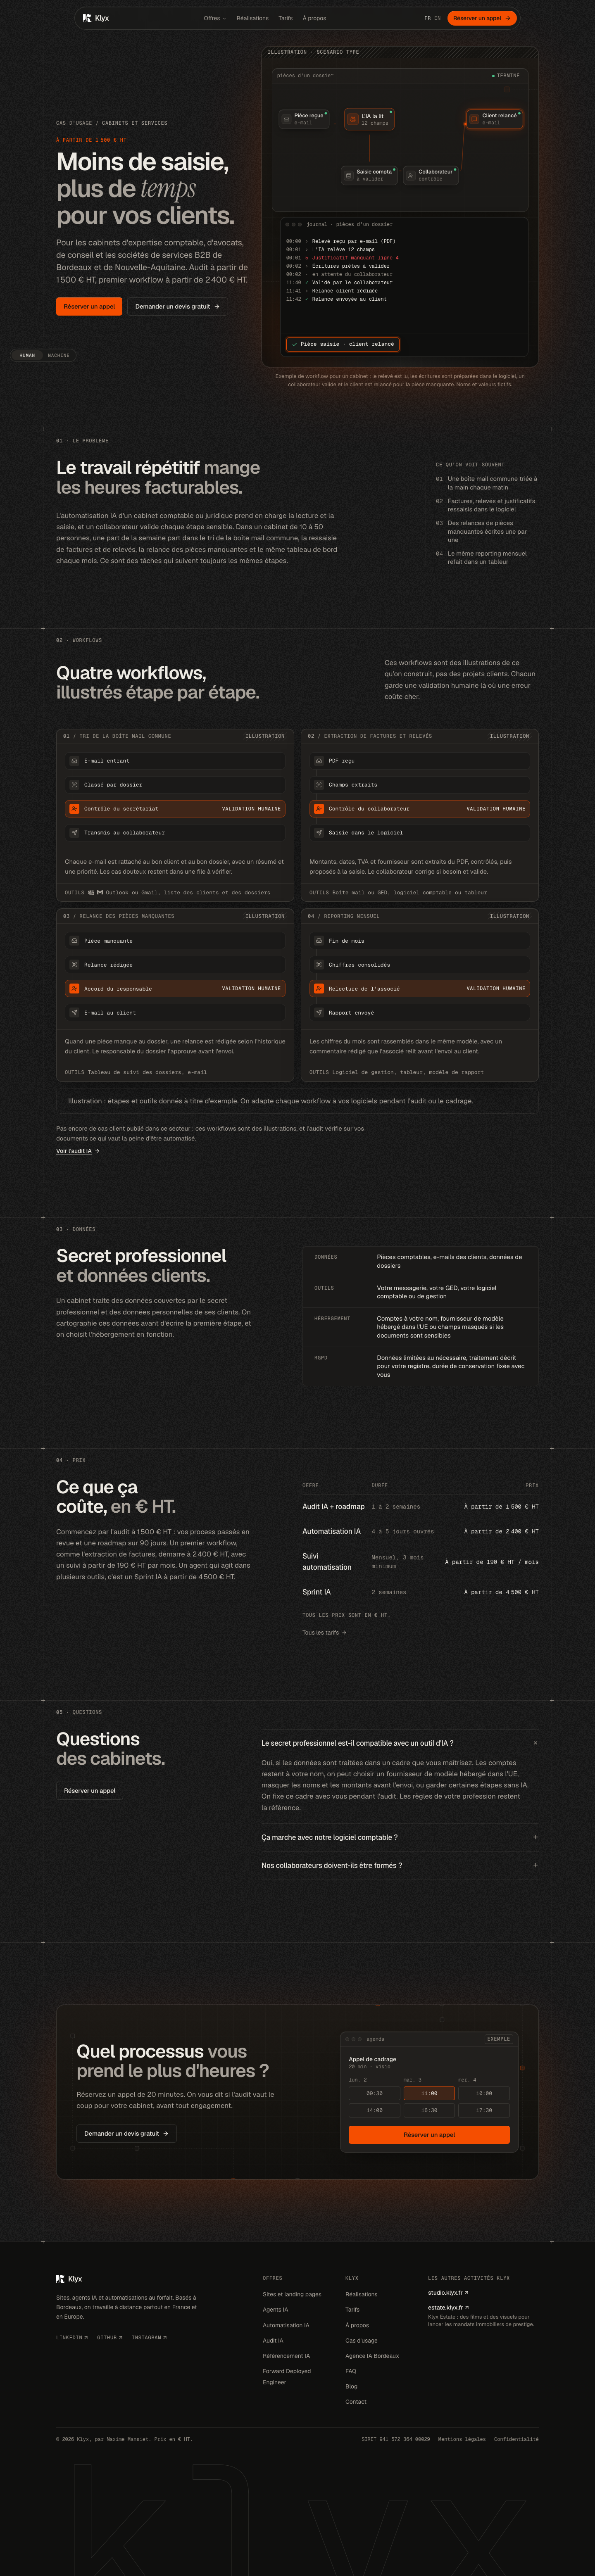 Klyx
Offres
Réalisations
Tarifs
À propos
FR EN
Réserver un appel →
CAS D'USAGE / CABINETS ET SERVICES
À PARTIR DE 1 500 € HT
Moins de saisie,
plus de temps
pour vos clients.
Pour les cabinets d'expertise comptable, d'avocats,
de conseil et les sociétés de services B2B de
Bordeaux et de Nouvelle-Aquitaine. Audit à partir de
1 500 € HT, premier workflow à partir de 2 400 € HT.
Réserver un appel
Demander un devis gratuit →
HUMAN MACHINE
ILLUSTRATION · SCENARIO TYPE
pièces d'un dossier
TERMINÉ
Pièce reçue
e-mail
L'IA la lit
12 champs
Client relancé
e-mail
Saisie compta
à valider
Collaborateur
contrôle
journal · pièces d'un dossier
00:00 › Relevé reçu par e-mail (PDF)
00:01 › L'IA relève 12 champs
00:01 Justificatif manquant ligne 4
00:02 › Écritures prêtes à valider
00:02 · en attente du collaborateur
11:40 ✓ Validé par le collaborateur
11:41 › Relance client rédigée
11:42 ✓ Relance envoyée au client
✓ Pièce saisie · client relancé
Exemple de workflow pour un cabinet : le relevé est lu, les écritures sont préparées dans le logiciel, un
collaborateur valide et le client est relancé pour la pièce manquante. Noms et valeurs fictifs.
01 · LE PROBLÈME
Le travail répétitif mange
les heures facturables.
L'automatisation IA d'un cabinet comptable ou juridique prend en charge la lecture et la
saisie, et un collaborateur valide chaque étape sensible. Dans un cabinet de 10 à 50
personnes, une part de la semaine part dans le tri de la boîte mail commune, la ressaisie
de factures et de relevés, la relance des pièces manquantes et le même tableau de bord
chaque mois. Ce sont des tâches qui suivent toujours les mêmes étapes.
CE QU'ON VOIT SOUVENT
01 Une boîte mail commune triée à
la main chaque matin
02 Factures, relevés et justificatifs
ressaisis dans le logiciel
03 Des relances de pièces
manquantes écrites une par
une
04 Le même reporting mensuel
refait dans un tableur
02 · WORKFLOWS
Quatre workflows,
illustrés étape par étape.
Ces workflows sont des illustrations de ce
qu'on construit, pas des projets clients. Chacun
garde une validation humaine là où une erreur
coûte cher.
01 / TRI DE LA BOÎTE MAIL COMMUNE
ILLUSTRATION
E-mail entrant
Classé par dossier
Contrôle du secrétariat
VALIDATION HUMAINE
Transmis au collaborateur
Chaque e-mail est rattaché au bon client et au bon dossier, avec un résumé et
une priorité. Les cas douteux restent dans une file à vérifier.
OUTILS Outlook ou Gmail, liste des clients et des dossiers
02 / EXTRACTION DE FACTURES ET RELEVÉS
ILLUSTRATION
PDF reçu
Champs extraits
Contrôle du collaborateur
VALIDATION HUMAINE
Saisie dans le logiciel
Montants, dates, TVA et fournisseur sont extraits du PDF, contrôlés, puis
proposés à la saisie. Le collaborateur corrige si besoin et valide.
OUTILS Boîte mail ou GED, logiciel comptable ou tableur
03 / RELANCE DES PIÈCES MANQUANTES
ILLUSTRATION
Pièce manquante
Relance rédigée
Accord du responsable
VALIDATION HUMAINE
E-mail au client
Quand une pièce manque au dossier, une relance est rédigée selon l'historique
du client. Le responsable du dossier l'approuve avant l'envoi.
OUTILS Tableau de suivi des dossiers, e-mail
04 / REPORTING MENSUEL
ILLUSTRATION
Fin de mois
Chiffres consolidés
Relecture de l'associé
VALIDATION HUMAINE
Rapport envoyé
Les chiffres du mois sont rassemblés dans le même modèle, avec un
commentaire rédigé que l'associé relit avant l'envoi au client.
OUTILS Logiciel de gestion, tableur, modèle de rapport
Illustration : étapes et outils donnés à titre d'exemple. On adapte chaque workflow à vos logiciels pendant l'audit ou le cadrage.
Pas encore de cas client publié dans ce secteur : ces workflows sont des illustrations, et l'audit vérifie sur vos
documents ce qui vaut la peine d'être automatisé.
Voir l'audit IA →
03 · DONNÉES
Secret professionnel
et données clients.
Un cabinet traite des données couvertes par le secret
professionnel et des données personnelles de ses clients. On
cartographie ces données avant d'écrire la première étape, et
on choisit l'hébergement en fonction.
DONNÉES
Pièces comptables, e-mails des clients, données de
dossiers
OUTILS
Votre messagerie, votre GED, votre logiciel
comptable ou de gestion
HÉBERGEMENT
Comptes à votre nom, fournisseur de modèle
hébergé dans l'UE ou champs masqués si les
documents sont sensibles
RGPD
Données limitées au nécessaire, traitement décrit
pour votre registre, durée de conservation fixée avec
vous
04 · PRIX
Ce que ça
coûte, en € HT.
Commencez par l'audit à 1 500 € HT : vos process passés en
revue et une roadmap sur 90 jours. Un premier workflow,
comme l'extraction de factures, démarre à 2 400 € HT, avec
un suivi à partir de 190 € HT par mois. Un agent qui agit dans
plusieurs outils, c'est un Sprint IA à partir de 4 500 € HT.
OFFRE DURÉE PRIX
Audit IA + roadmap 1 à 2 semaines À partir de 1 500 € HT
Automatisation IA 4 à 5 jours ouvrés À partir de 2 400 € HT
Suivi
automatisation
Mensuel, 3 mois
minimum
À partir de 190 € HT / mois
Sprint IA 2 semaines À partir de 4 500 € HT
TOUS LES PRIX SONT EN € HT.
Tous les tarifs →
05 · QUESTIONS
Questions
des cabinets.
Réserver un appel
Le secret professionnel est-il compatible avec un outil d'IA ?
Oui, si les données sont traitées dans un cadre que vous maîtrisez. Les comptes
restent à votre nom, on peut choisir un fournisseur de modèle hébergé dans l'UE,
masquer les noms et les montants avant l'envoi, ou garder certaines étapes sans IA.
On fixe ce cadre avec vous pendant l'audit. Les règles de votre profession restent
la référence.
Ça marche avec notre logiciel comptable ? +
Nos collaborateurs doivent-ils être formés ? +
Quel processus vous
prend le plus d'heures ?
Réservez un appel de 20 minutes. On vous dit si l'audit vaut le
coup pour votre cabinet, avant tout engagement.
Demander un devis gratuit →
agenda
EXEMPLE
Appel de cadrage
20 min · visio
lun. 2 mar. 3 mer. 4
09:30 11:00 10:00
14:00 16:30 17:30
Réserver un appel
Klyx
Sites, agents IA et automatisations au forfait. Basés à
Bordeaux, on travaille à distance partout en France et
en Europe.
LINKEDIN ↗ GITHUB ↗ INSTAGRAM ↗
OFFRES
Sites et landing pages
Agents IA
Automatisation IA
Audit IA
Référencement IA
Forward Deployed
Engineer
KLYX
Réalisations
Tarifs
À propos
Cas d'usage
Agence IA Bordeaux
FAQ
Blog
Contact
LES AUTRES ACTIVITÉS KLYX
studio.klyx.fr ↗
estate.klyx.fr ↗
Klyx Estate : des films et des visuels pour
lancer les mandats immobiliers de prestige.
© 2026 Klyx, par Maxime Mansiet. Prix en € HT.
SIRET 941 572 364 00029
Mentions légales
Confidentialité
klyx